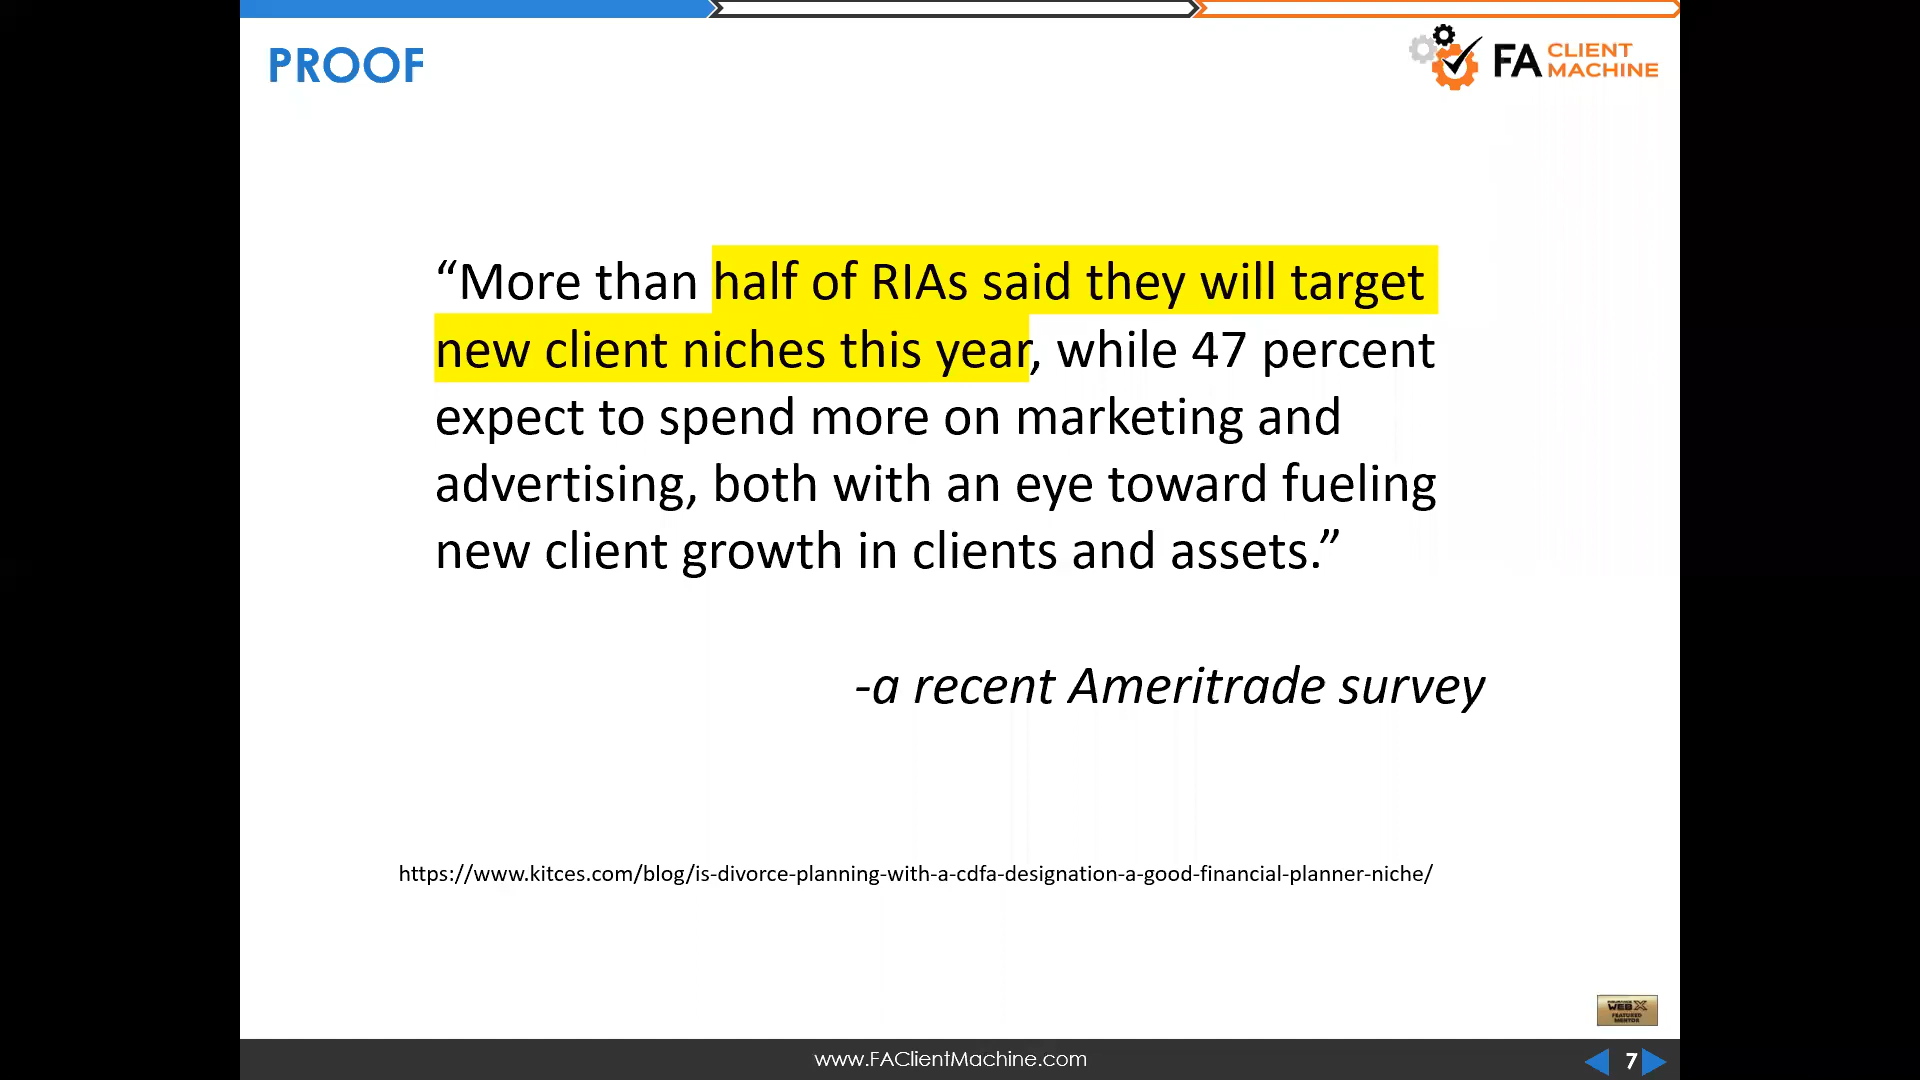 PROOF
FA CLIENT MACHINE
“More than half of RIAs said they will target
new client niches this year, while 47 percent
expect to spend more on marketing and
advertising, both with an eye toward fueling
new client growth in clients and assets.”
-a recent Ameritrade survey
https://www.kitces.com/blog/is-divorce-planning-with-a-cdfa-designation-a-good-financial-planner-niche/
WEBX
FEATURED
MENTOR
www.FAClientMachine.com
7